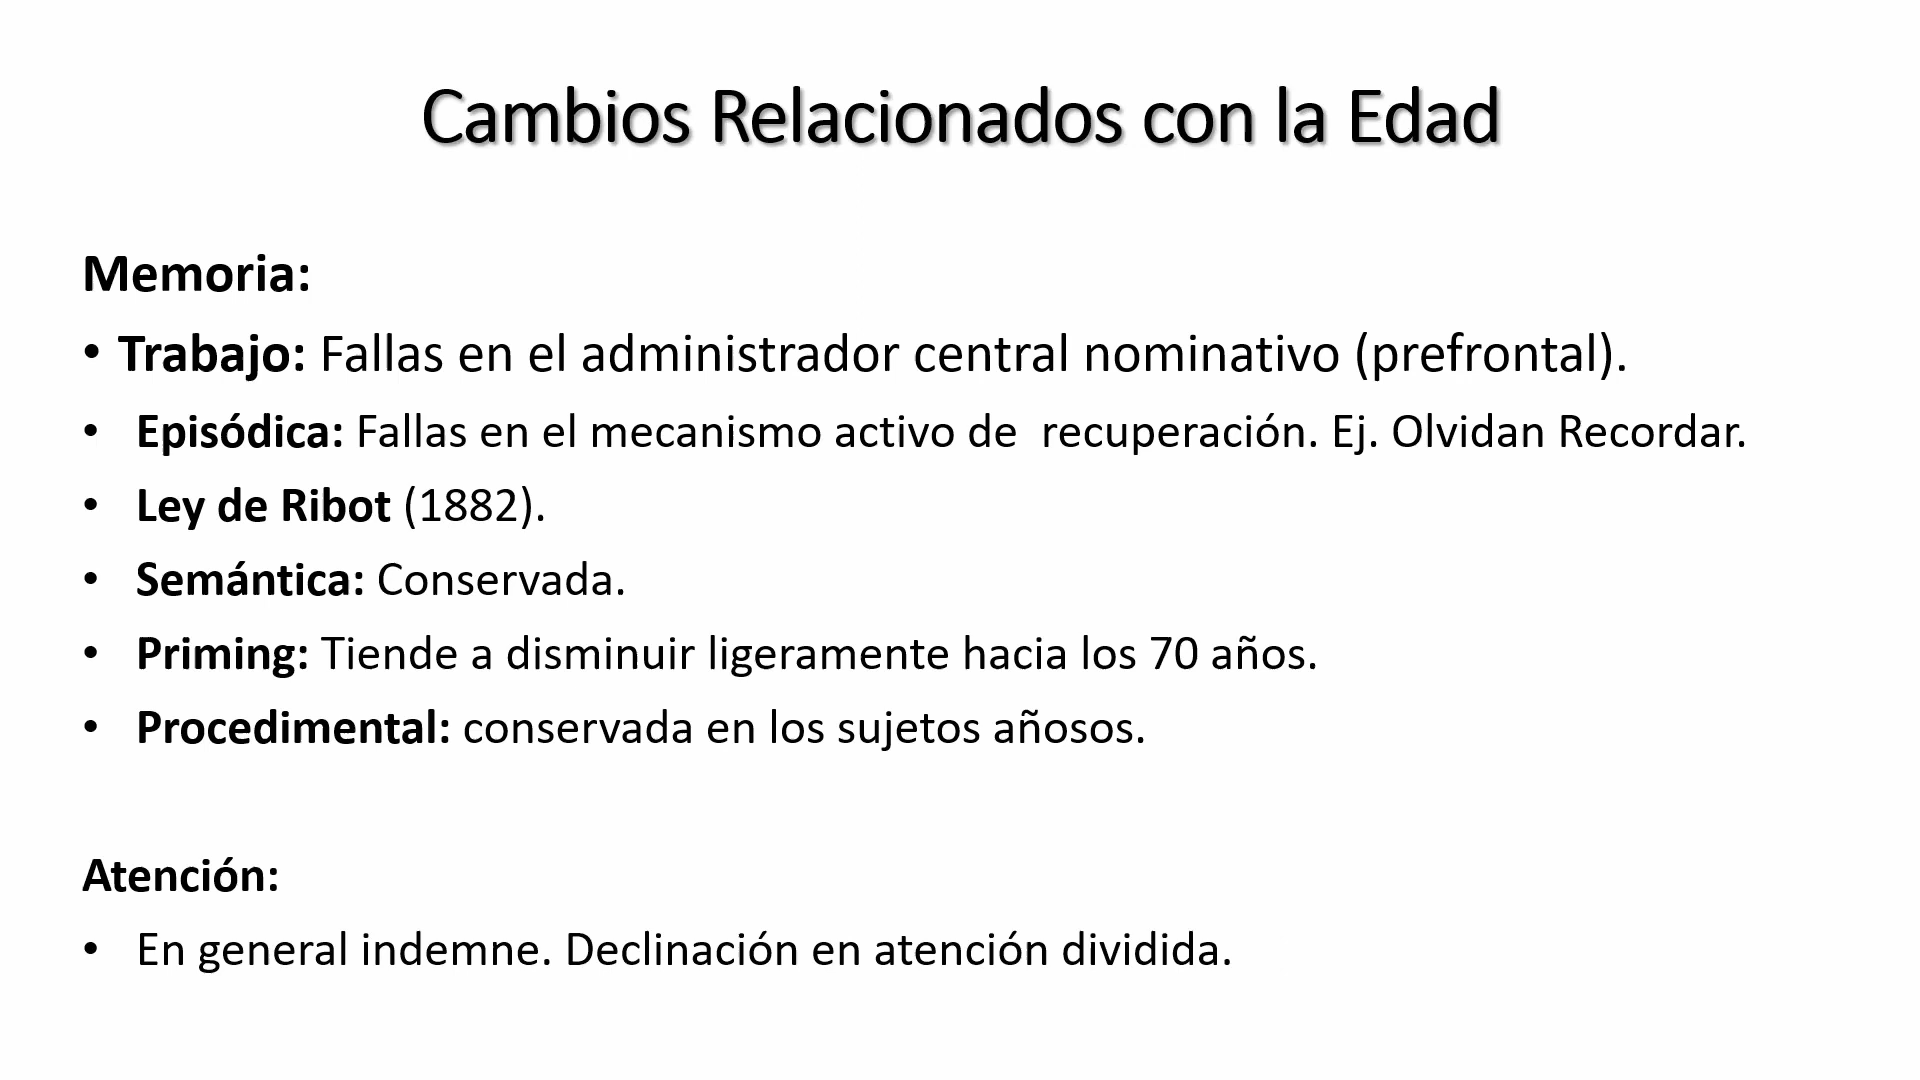 Cambios Relacionados con la Edad
Memoria:
• Trabajo: Fallas en el administrador central nominativo (prefrontal).
• Episódica: Fallas en el mecanismo activo de  recuperación. Ej. Olvidan Recordar.
• Ley de Ribot (1882).
• Semántica: Conservada.
• Priming: Tiende a disminuir ligeramente hacia los 70 años.
• Procedimental: conservada en los sujetos añosos.
Atención:
• En general indemne. Declinación en atención dividida.